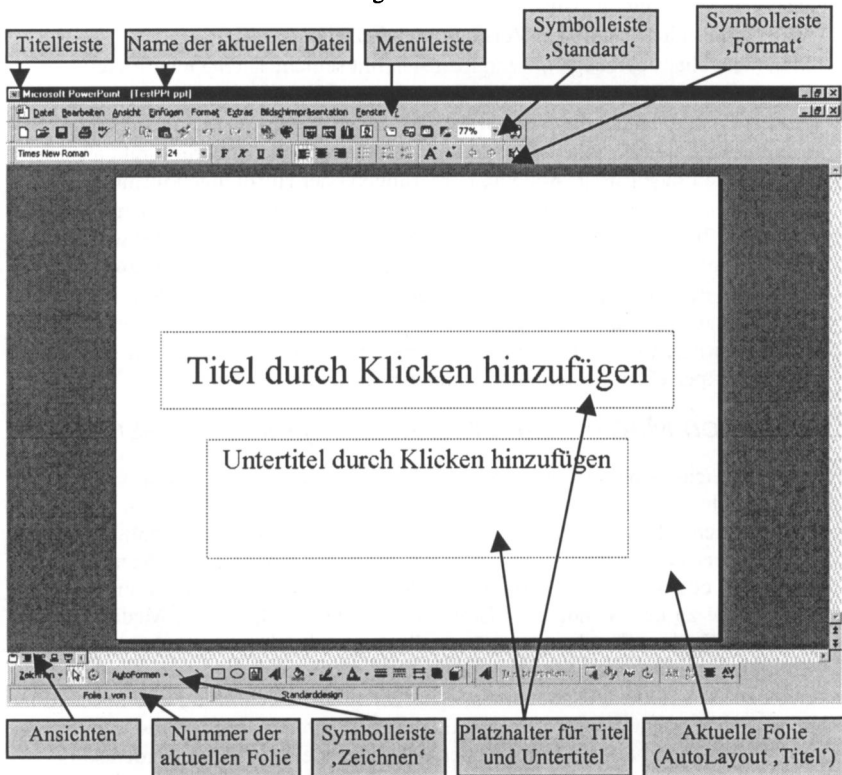 Symbolleiste
‚Standard‘
Symbolleiste
‚Format‘
Titelleiste
Name der aktuellen Datei
Menüleiste
Microsoft PowerPoint - [TestPPt.ppt]
Datei Bearbeiten Ansicht Einfügen Format Extras Bildschirmpräsentation Fenster ?
77%
Times New Roman 24 F K U S
Titel durch Klicken hinzufügen
Untertitel durch Klicken hinzufügen
Zeichnen AutoFormen
Folie 1 von 1 Standarddesign
Ansichten
Nummer der
aktuellen Folie
Symbolleiste
‚Zeichnen‘
Platzhalter für Titel
und Untertitel
Aktuelle Folie
(AutoLayout ‚Titel‘)